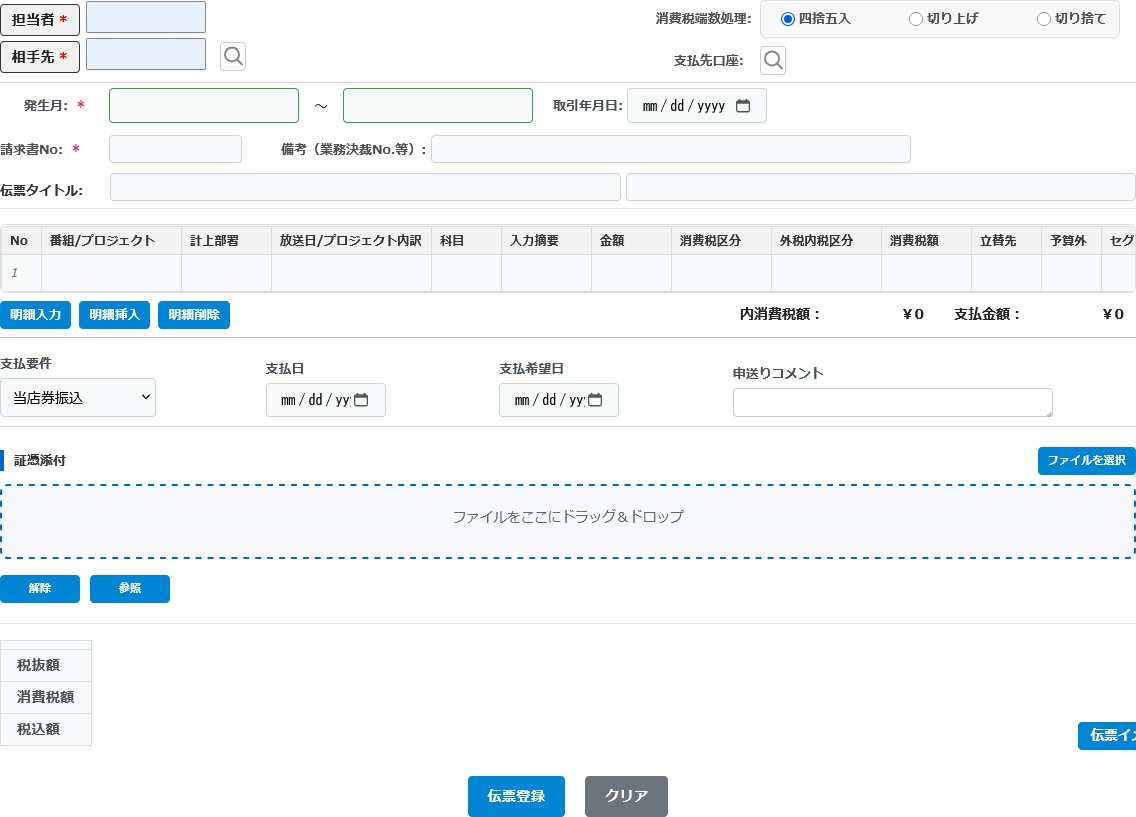 担当者 *
消費税端数処理: 四捨五入 切り上げ 切り捨て
相手先 *
支払先口座:
発生月: * ～ 取引年月日: mm/dd/yyyy
請求書No: * 備考（業務決裁No.等）:
伝票タイトル:
No 番組/プロジェクト 計上部署 放送日/プロジェクト内訳 科目 入力摘要 金額 消費税区分 外税内税区分 消費税額 立替先 予算外 セグ
1
明細入力 明細挿入 明細削除 内消費税額： ￥0 支払金額： ￥0
支払要件 支払日 支払希望日 申送りコメント
当店券振込 mm/dd/yy mm/dd/yy
証憑添付 ファイルを選択
ファイルをここにドラッグ＆ドロップ
解除 参照
税抜額
消費税額
税込額
伝票イメ
伝票登録 クリア